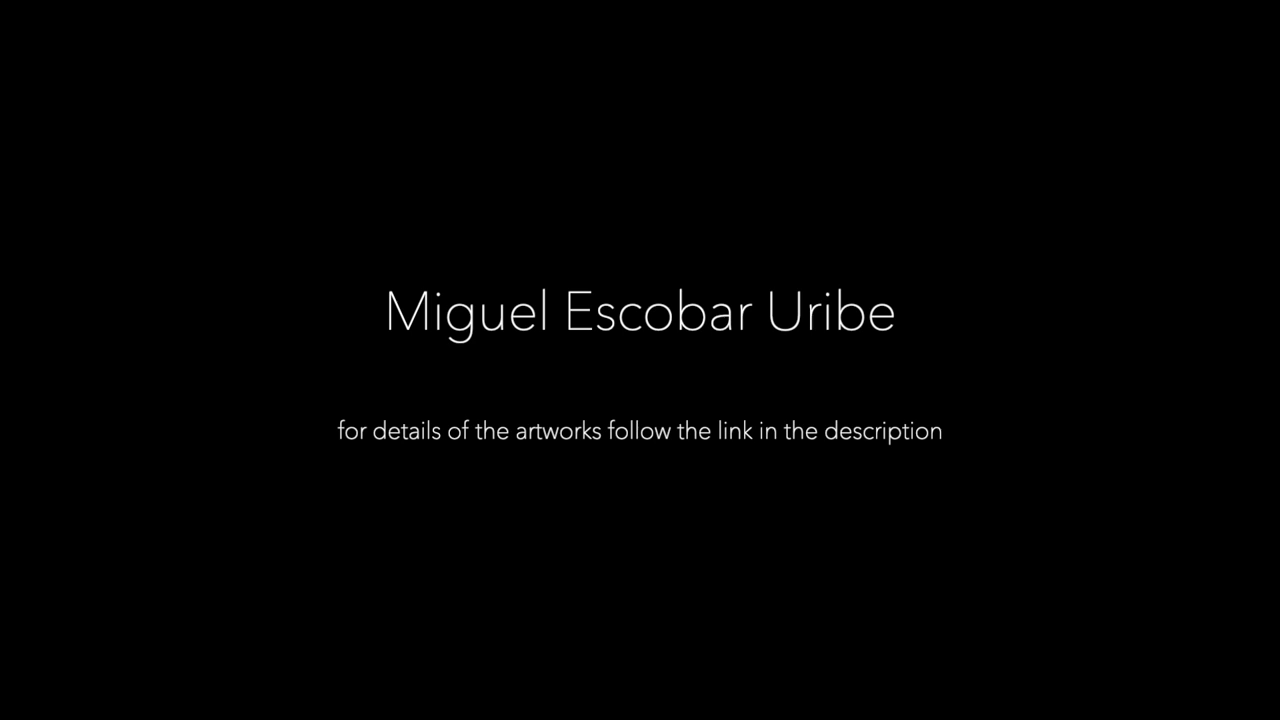 Miguel Escobar Uribe
for details of the artworks follow the link in the description